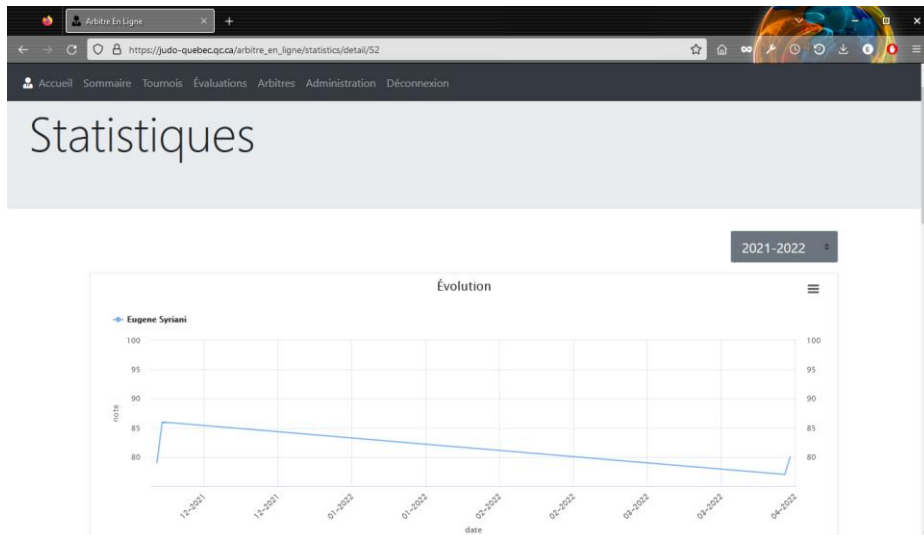 Arbitre En Ligne
https://judo-quebec.qc.ca/arbitre_en_ligne/statistics/detail/52
Accueil Sommaire Tournois Évaluations Arbitres Administration Déconnexion
Statistiques
2021-2022
Évolution
Eugene Syriani
100 100
95 95
90 90
85 85
80 80
note
12-2021 12-2021 01-2022 01-2022 02-2022 02-2022 03-2022 03-2022 04-2022
date